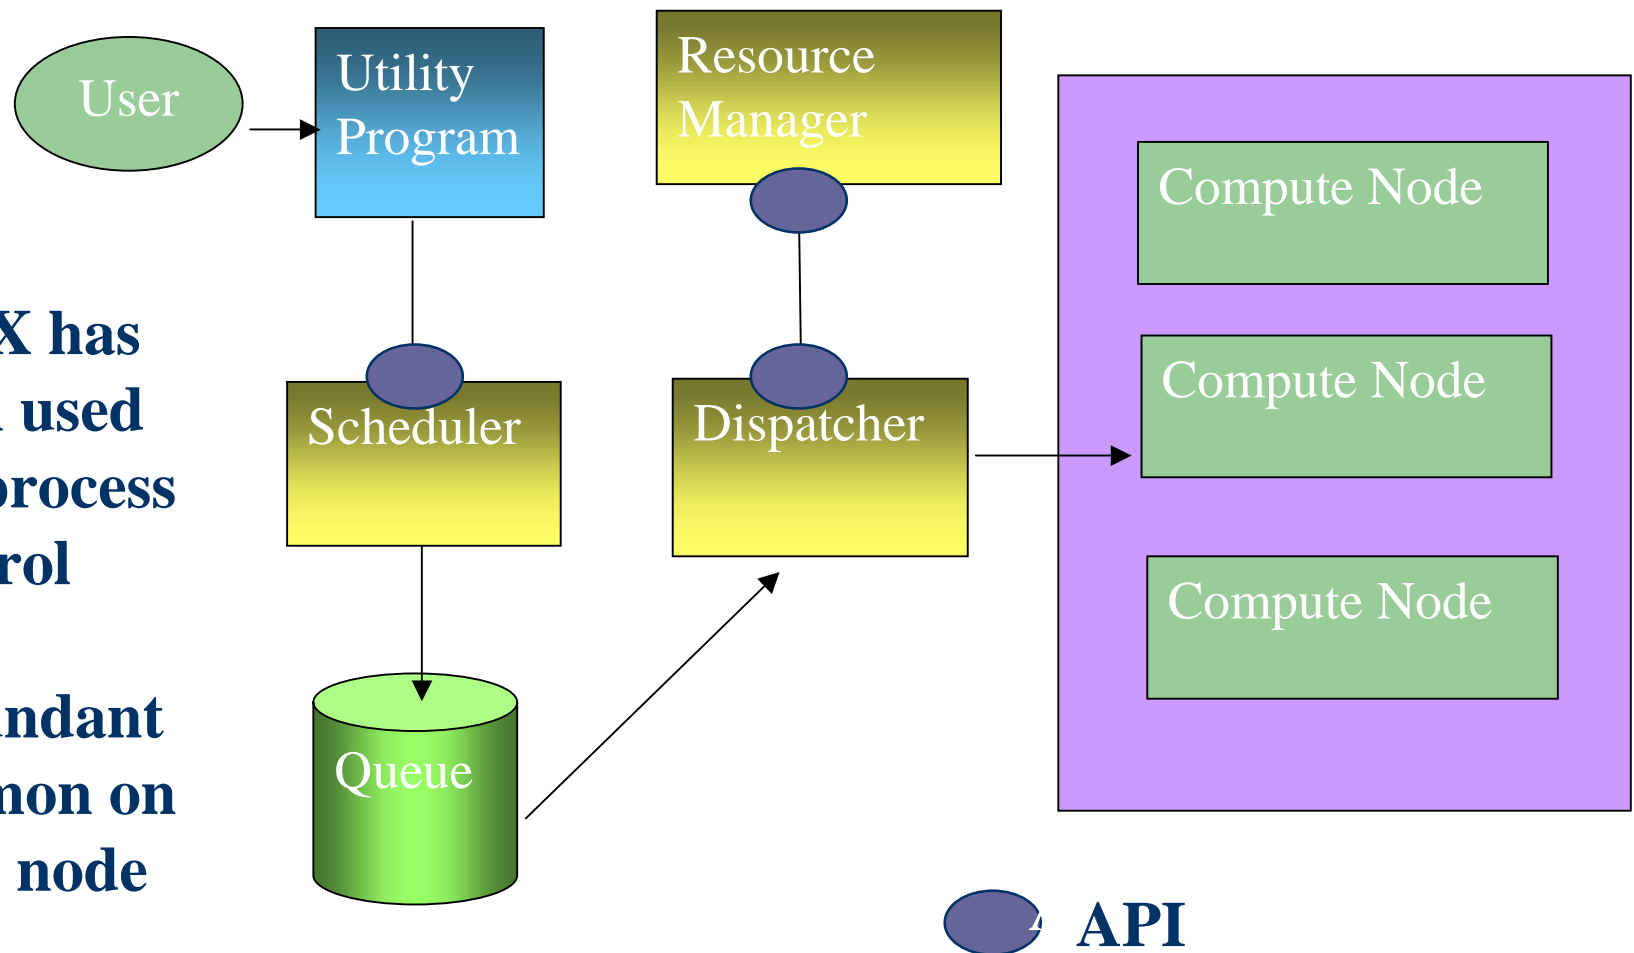 User
Utility
Program
Resource
Manager
Compute Node
Compute Node
Compute Node
Scheduler
Dispatcher
Queue
X has
used
process
rol
ndant
mon on
node
API